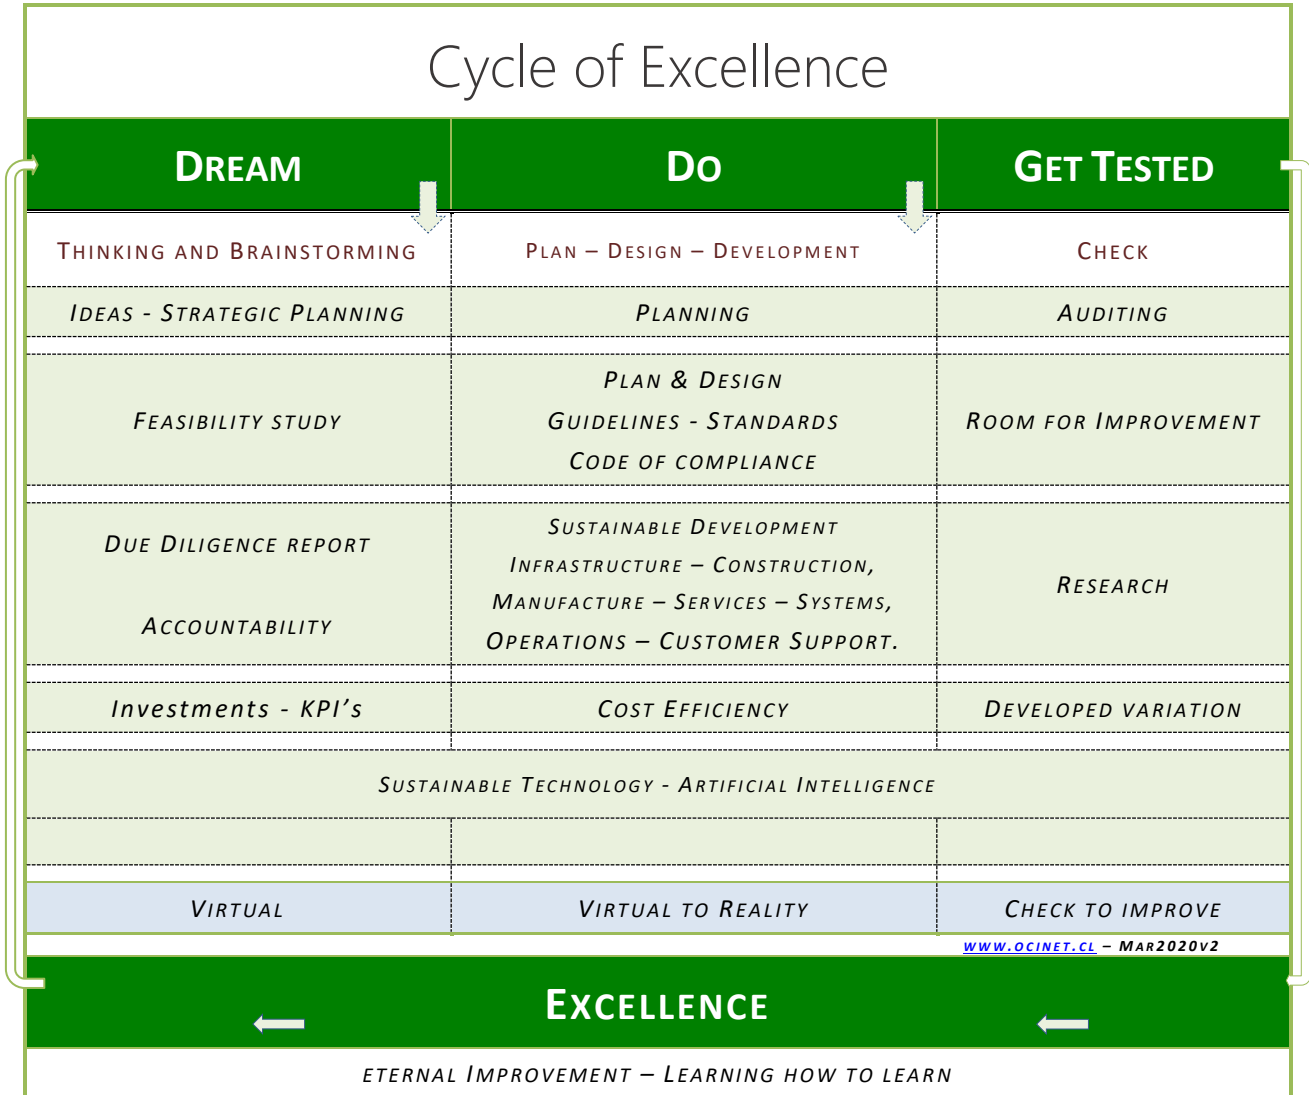 Cycle of Excellence
DREAM DO GET TESTED
THINKING AND BRAINSTORMING PLAN – DESIGN – DEVELOPMENT CHECK
IDEAS - STRATEGIC PLANNING PLANNING AUDITING
FEASIBILITY STUDY
PLAN & DESIGN
GUIDELINES - STANDARDS
CODE OF COMPLIANCE
ROOM FOR IMPROVEMENT
DUE DILIGENCE REPORT
ACCOUNTABILITY
SUSTAINABLE DEVELOPMENT
INFRASTRUCTURE – CONSTRUCTION,
MANUFACTURE – SERVICES – SYSTEMS,
OPERATIONS – CUSTOMER SUPPORT.
RESEARCH
Investments - KPI’s COST EFFICIENCY DEVELOPED VARIATION
SUSTAINABLE TECHNOLOGY - ARTIFICIAL INTELLIGENCE
VIRTUAL VIRTUAL TO REALITY CHECK TO IMPROVE
WWW.OCINET.CL – MAR2020V2
EXCELLENCE
ETERNAL IMPROVEMENT – LEARNING HOW TO LEARN